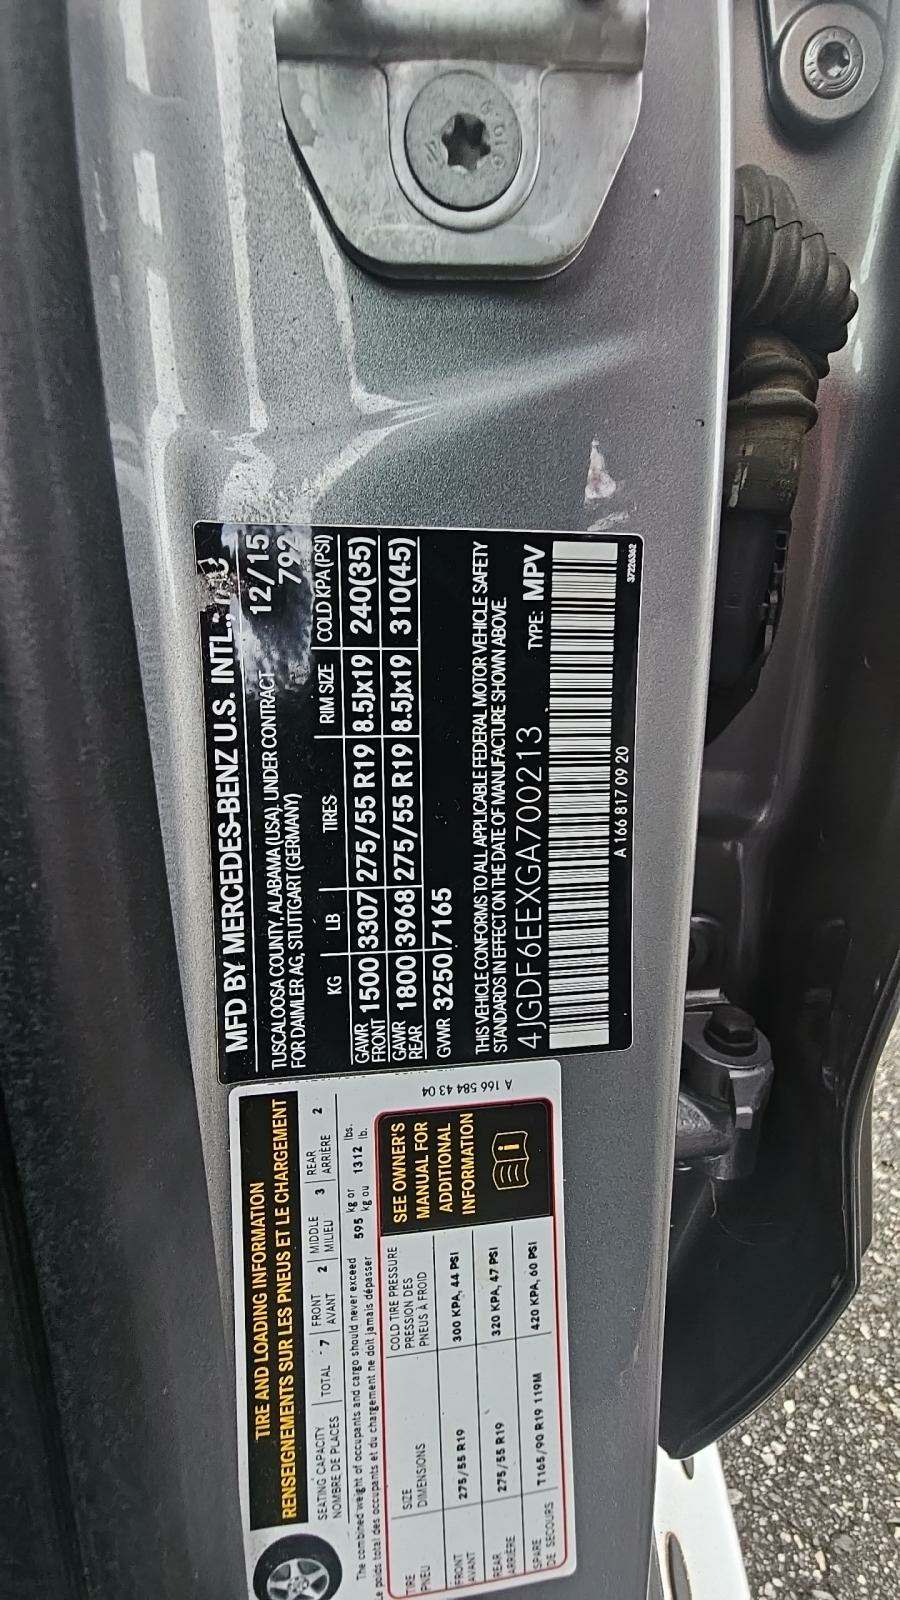 MFD BY MERCEDES-BENZ U.S. INTL.,
TUSCALOOSA COUNTY, ALABAMA (USA), UNDER CONTRACT 12/15
FOR DAIMLER AG, STUTTGART (GERMANY) 792
KG LB TIRES RIM SIZE COLD KPA (PSI)
GAWR FRONT 1500 3307 275/55 R19 8.5Jx19 240(35)
GAWR REAR 1800 3968 275/55 R19 8.5Jx19 310(45)
GVWR 3250 7165
THIS VEHICLE CONFORMS TO ALL APPLICABLE FEDERAL MOTOR VEHICLE SAFETY
STANDARDS IN EFFECT ON THE DATE OF MANUFACTURE SHOWN ABOVE
4JGDF6EEXGA700213 TYPE: MPV
A 166 817 09 20
37226362
TIRE AND LOADING INFORMATION
RENSEIGNEMENTS SUR LES PNEUS ET LE CHARGEMENT
SEATING CAPACITY TOTAL 7 FRONT 2 MIDDLE 3 REAR 2
NOMBRE DE PLACES AVANT MILIEU ARRIÈRE
The combined weight of occupants and cargo should never exceed 595 kg or 1312 lbs.
Le poids total des occupants et du chargement ne doit jamais dépasser kg ou lb.
TIRE SIZE COLD TIRE PRESSURE
PNEU DIMENSIONS PRESSION DES
PNEUS À FROID
FRONT AVANT 275/55 R19 300 KPA, 44 PSI
REAR ARRIÈRE 275/55 R19 320 KPA, 47 PSI
SPARE DE SECOURS T165/90 R19 119M 420 KPA, 60 PSI
SEE OWNER'S
MANUAL FOR
ADDITIONAL
INFORMATION
A 166 584 43 04